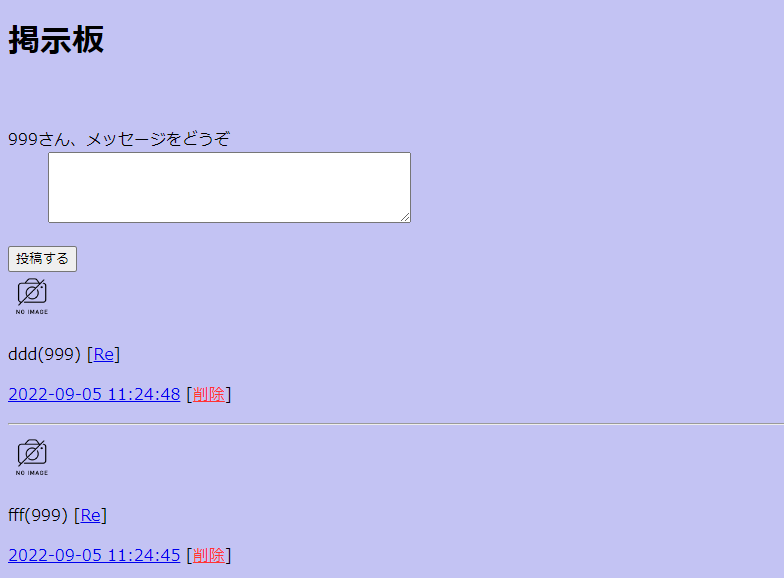 掲示板
999さん、メッセージをどうぞ
投稿する
NO IMAGE
ddd(999) [Re]
2022-09-05 11:24:48 [削除]
NO IMAGE
fff(999) [Re]
2022-09-05 11:24:45 [削除]